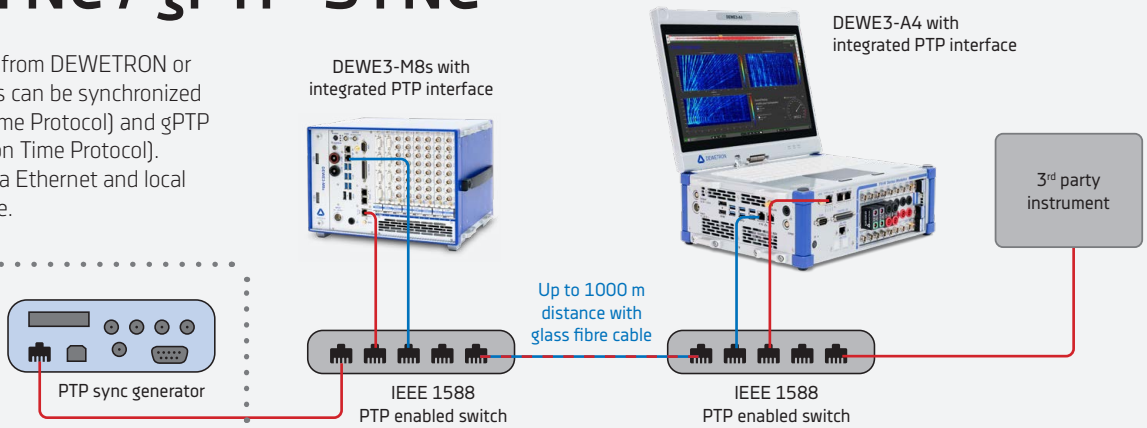 gPTP
from DEWETRON or
s can be synchronized
me Protocol) and gPTP
on Time Protocol).
a Ethernet and local
e.
DEWE3-M8s with
integrated PTP interface
DEWE3-A4 with
integrated PTP interface
3rd party
instrument
Up to 1000 m
distance with
glass fibre cable
PTP sync generator
IEEE 1588
PTP enabled switch
IEEE 1588
PTP enabled switch
DEWETRON